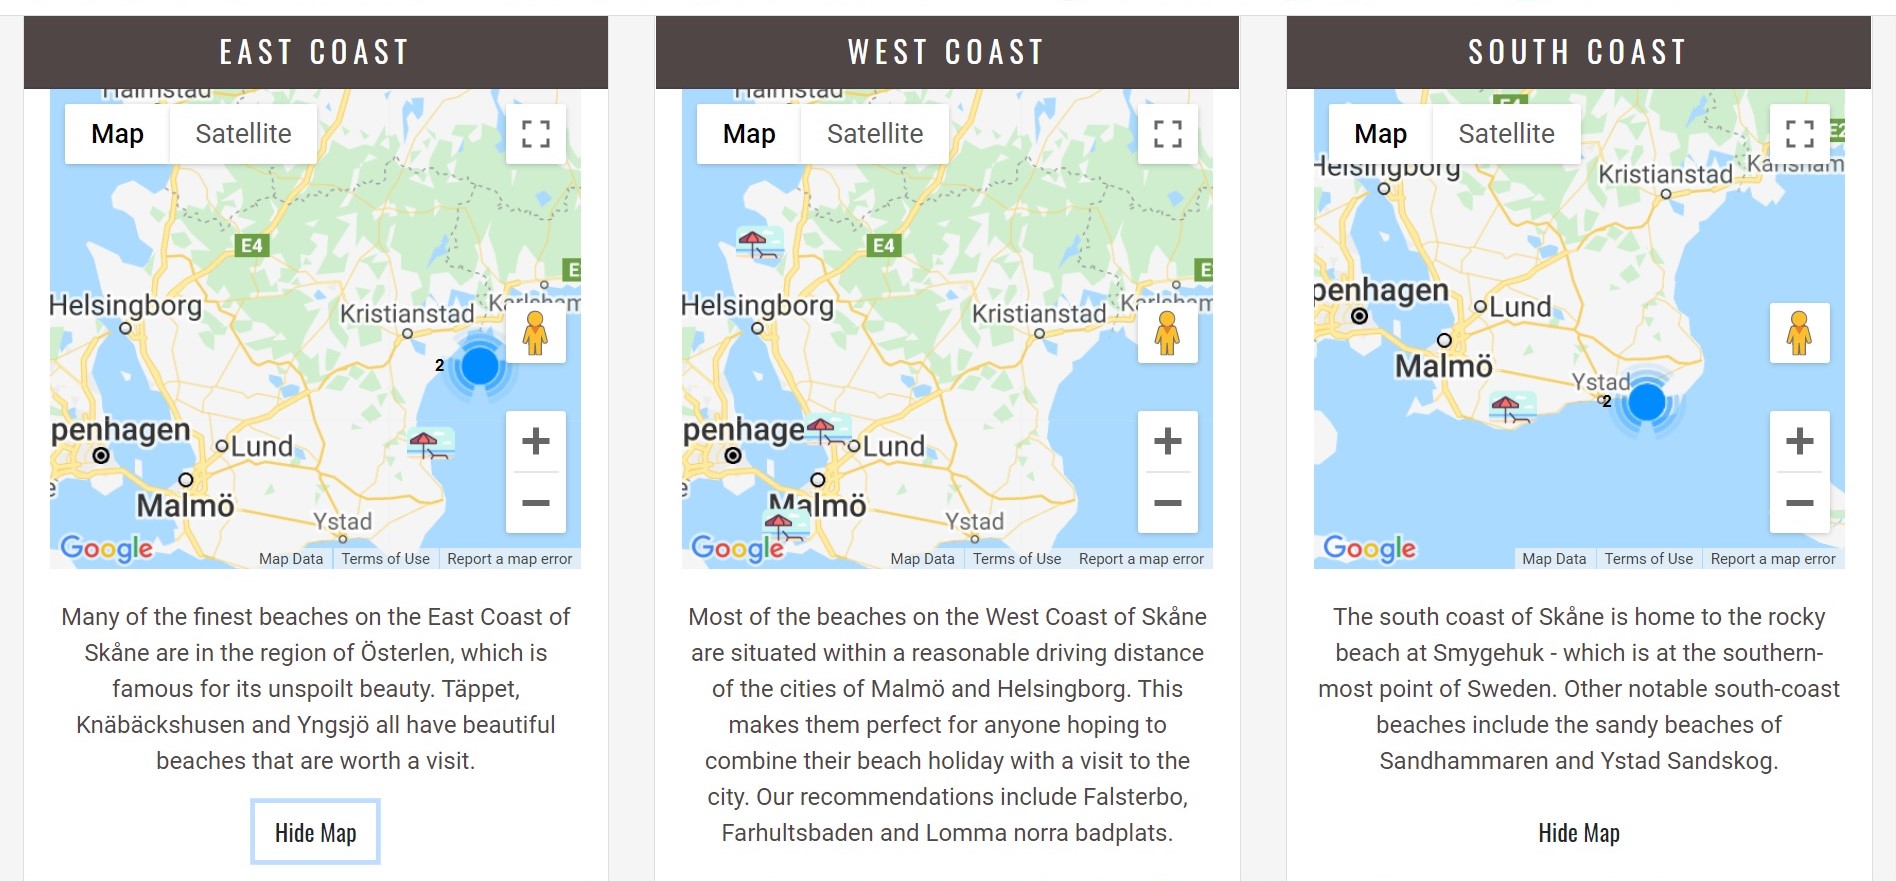 EAST COAST
Halmstad
Map
Satellite
E4
E
Helsingborg
Kristianstad
Karlsham
2
penhagen
Lund
Malmö
Ystad
Google
Map Data
Terms of Use
Report a map error
Many of the finest beaches on the East Coast of
Skåne are in the region of Österlen, which is
famous for its unspoilt beauty. Täppet,
Knäbäckshusen and Yngsjö all have beautiful
beaches that are worth a visit.
Hide Map
WEST COAST
Halmstad
Map
Satellite
E4
E
Helsingborg
Kristianstad
Karlsham
penhage
Lund
Malmö
Ystad
Google
Map Data
Terms of Use
Report a map error
Most of the beaches on the West Coast of Skåne
are situated within a reasonable driving distance
of the cities of Malmö and Helsingborg. This
makes them perfect for anyone hoping to
combine their beach holiday with a visit to the
city. Our recommendations include Falsterbo,
Farhultsbaden and Lomma norra badplats.
SOUTH COAST
E4
Map
Satellite
E2
Helsingborg
Kristianstad
Karlsham
penhagen
Lund
Malmö
Ystad
2
Google
Map Data
Terms of Use
Report a map error
The south coast of Skåne is home to the rocky
beach at Smygehuk - which is at the southern-
most point of Sweden. Other notable south-coast
beaches include the sandy beaches of
Sandhammaren and Ystad Sandskog.
Hide Map